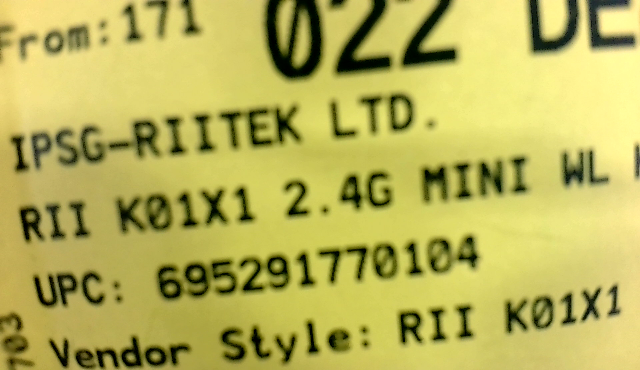 From: 171 022 DE
IPSG-RIITEK LTD.
RII K01X1 2.4G MINI WL
UPC: 695291770104
Vendor Style: RII K01X1
703